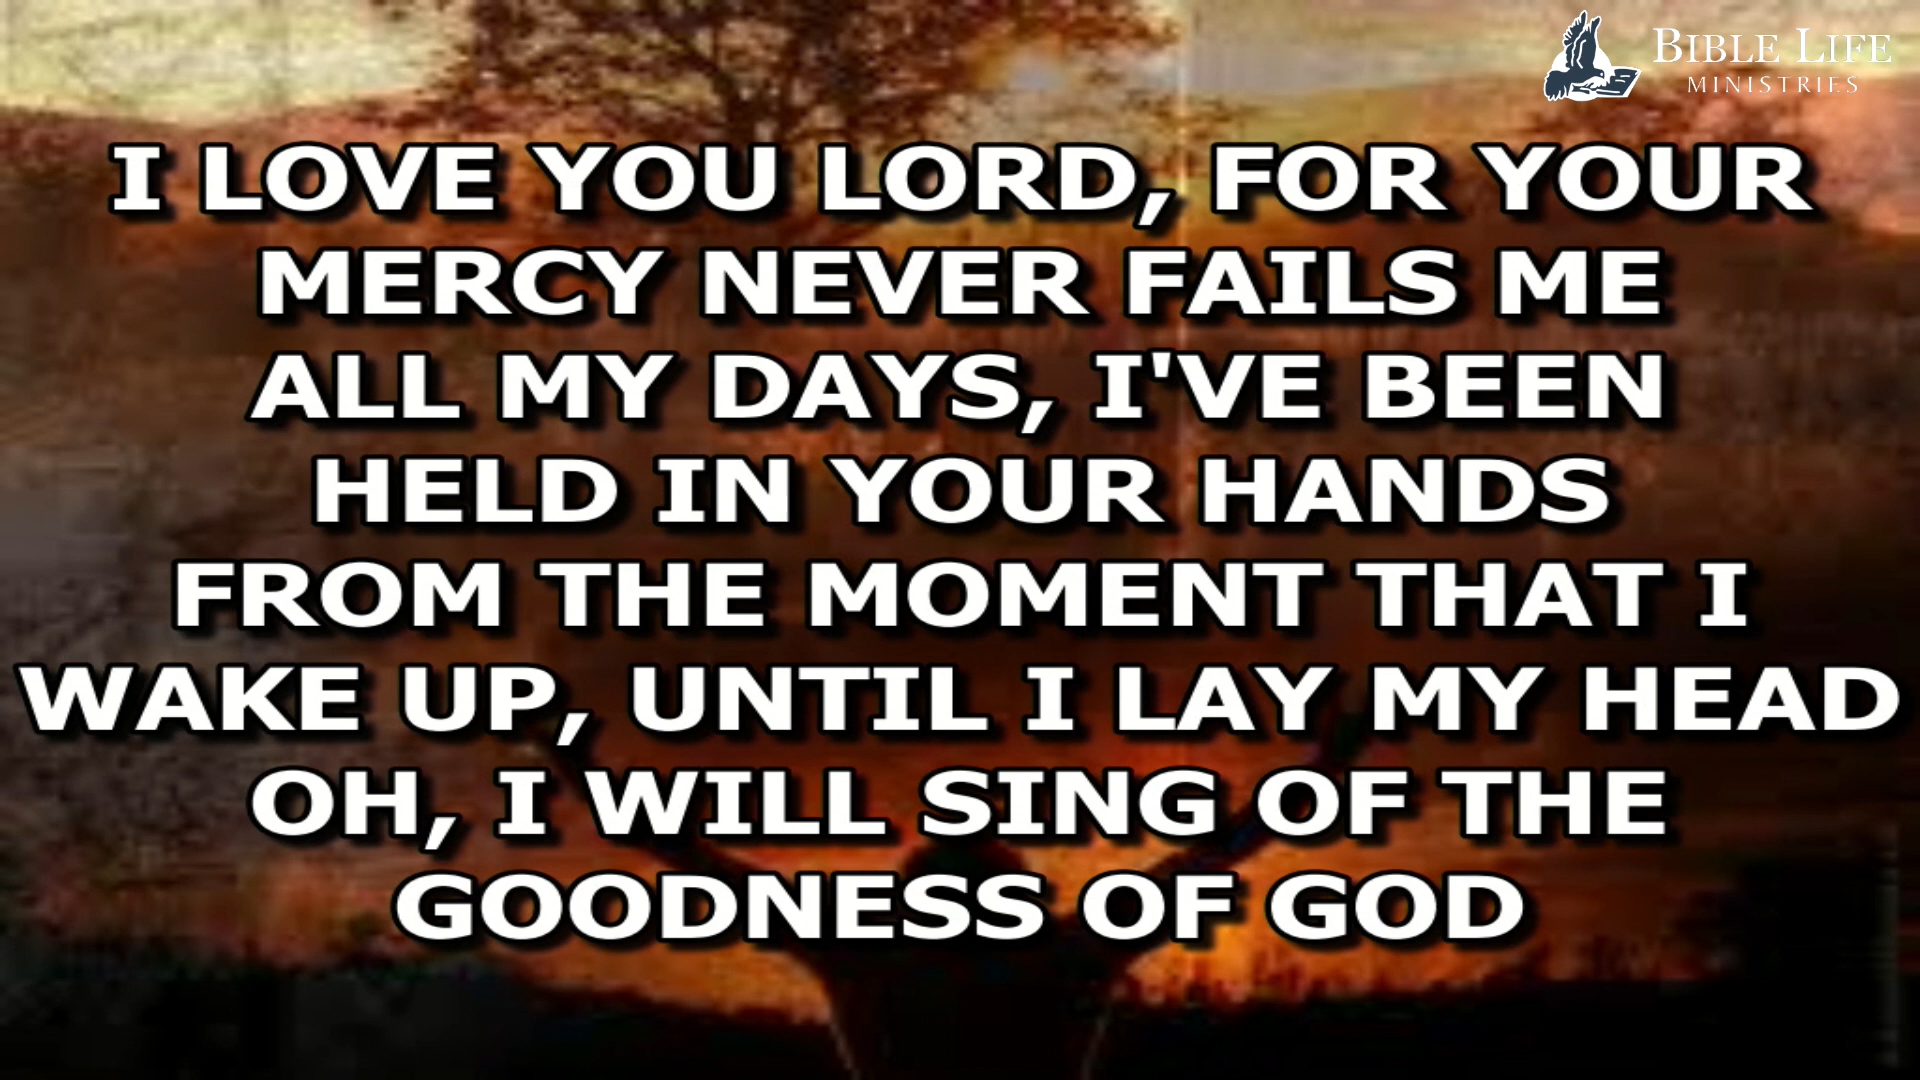 BIBLE LIFE
MINISTRIES
I LOVE YOU LORD, FOR YOUR
MERCY NEVER FAILS ME
ALL MY DAYS, I'VE BEEN
HELD IN YOUR HANDS
FROM THE MOMENT THAT I
WAKE UP, UNTIL I LAY MY HEAD
OH, I WILL SING OF THE
GOODNESS OF GOD